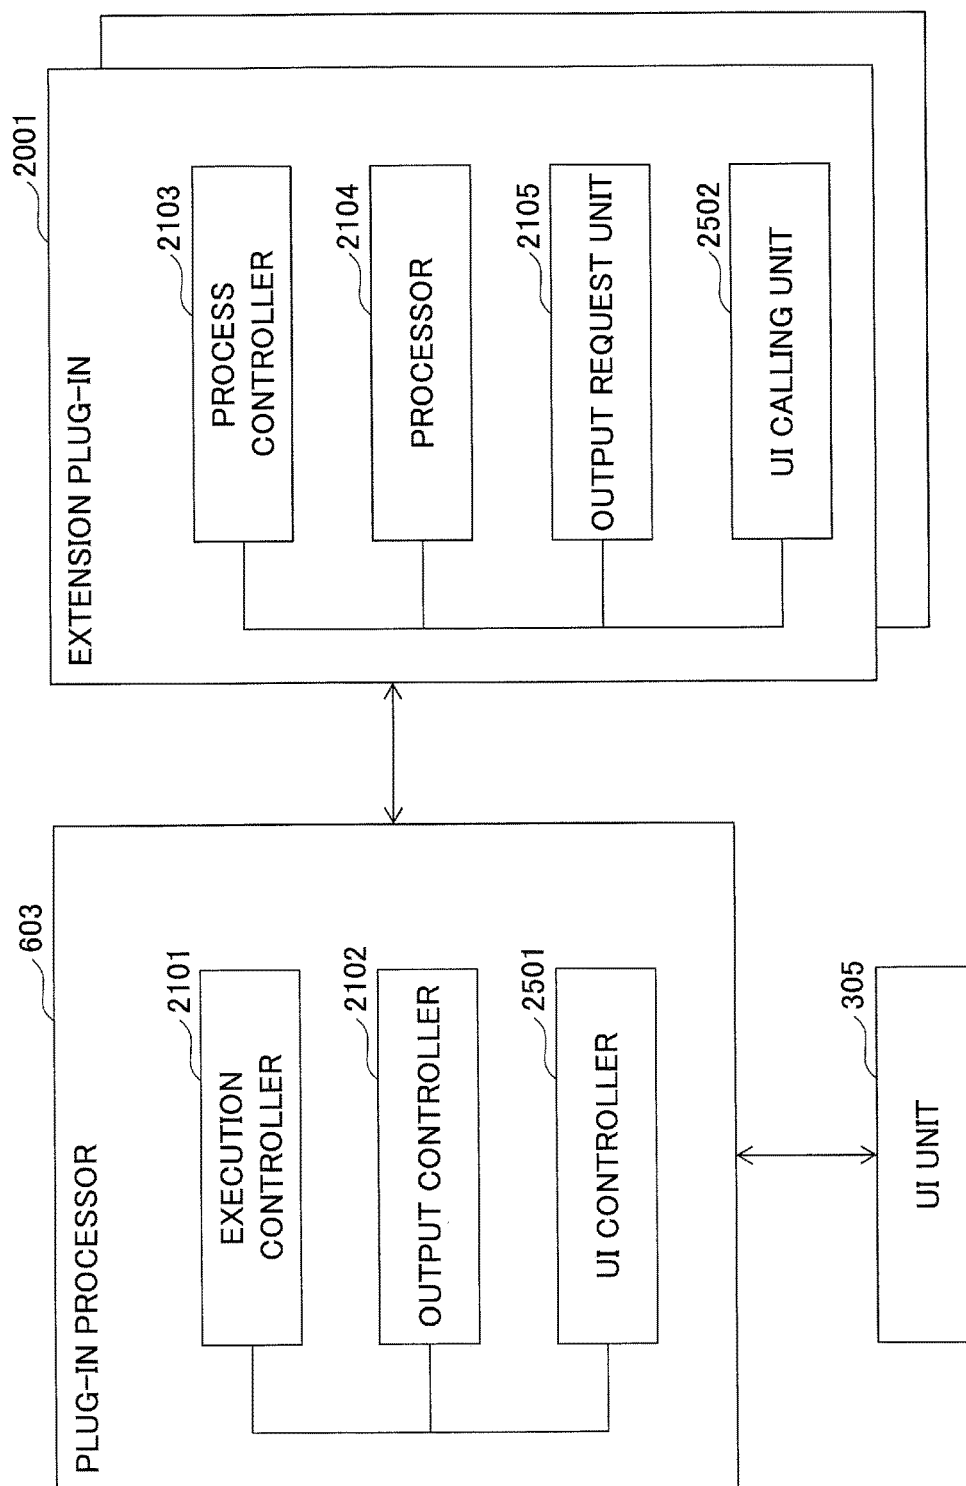 603
PLUG-IN PROCESSOR
2101
EXECUTION
CONTROLLER
2102
OUTPUT CONTROLLER
2501
UI CONTROLLER
305
UI UNIT
2001
EXTENSION PLUG-IN
2103
PROCESS
CONTROLLER
2104
PROCESSOR
2105
OUTPUT REQUEST UNIT
2502
UI CALLING UNIT